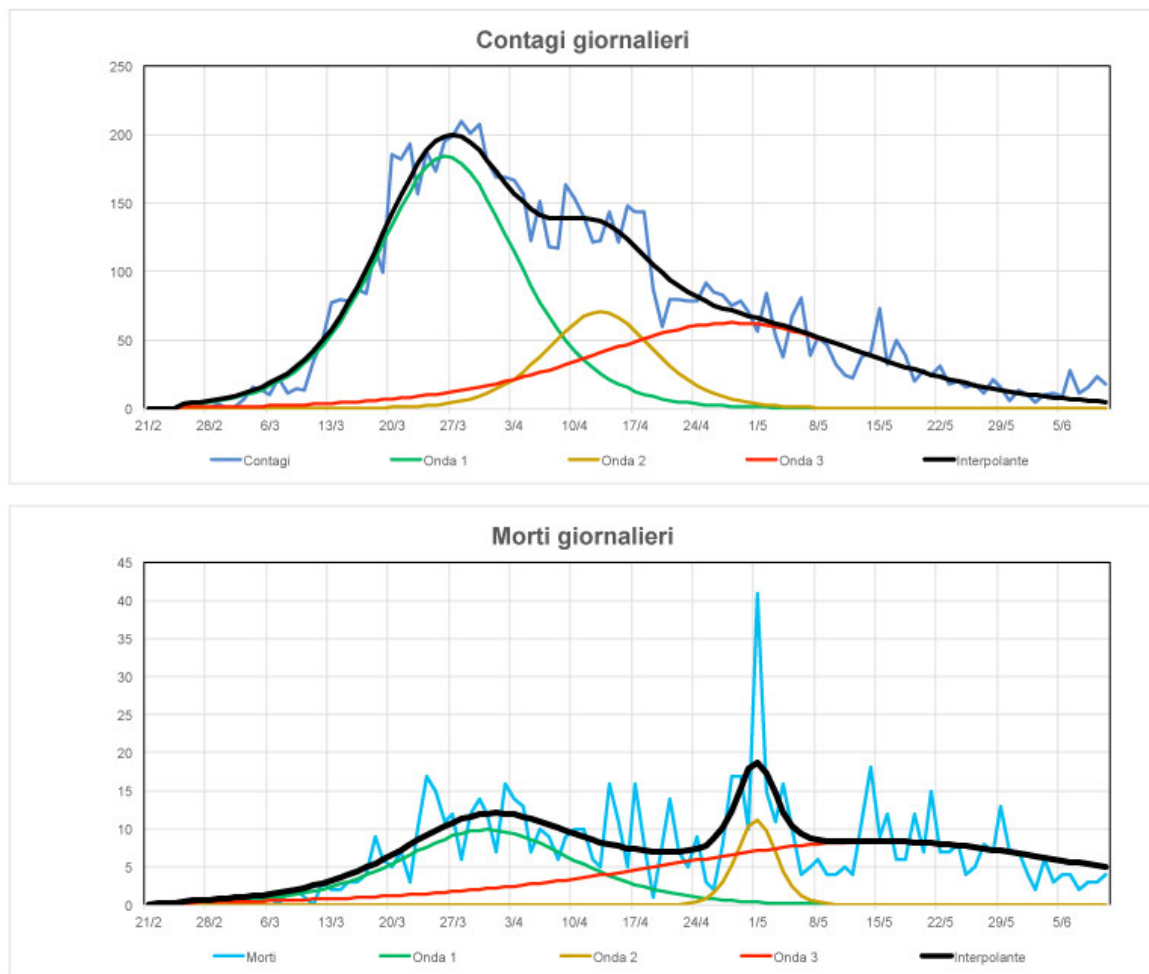 Contagi giornalieri
250
200
150
100
50
0
21/2 28/2 6/3 13/3 20/3 27/3 3/4 10/4 17/4 24/4 1/5 8/5 15/5 22/5 29/5 5/6
Contagi Onda 1 Onda 2 Onda 3 Interpolante
Morti giornalieri
45
40
35
30
25
20
15
10
5
0
21/2 28/2 6/3 13/3 20/3 27/3 3/4 10/4 17/4 24/4 1/5 8/5 15/5 22/5 29/5 5/6
Morti Onda 1 Onda 2 Onda 3 Interpolante